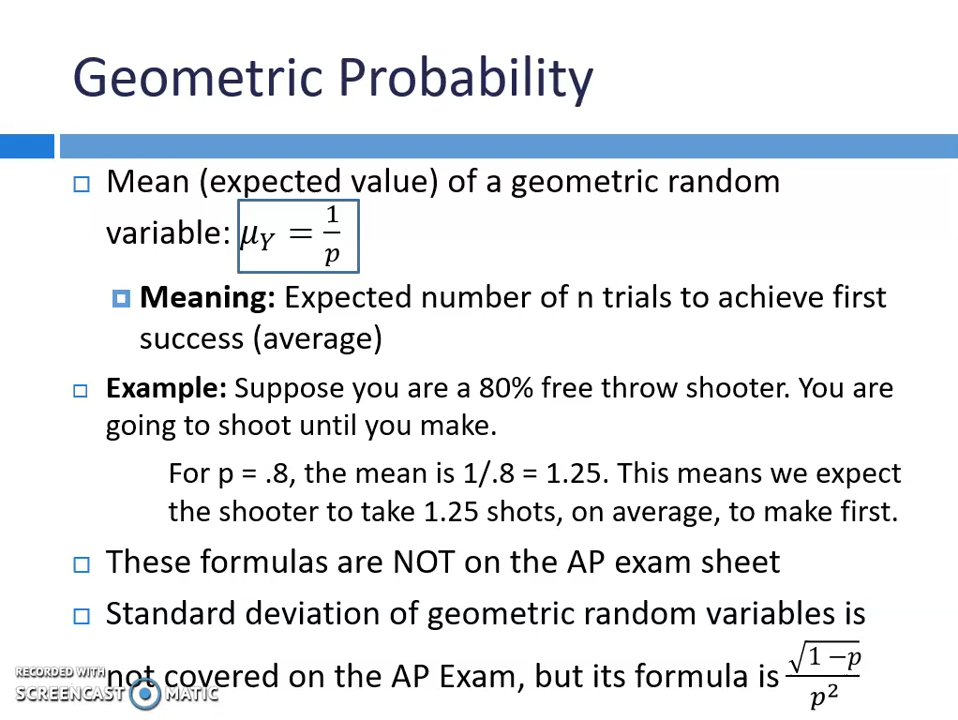 Geometric Probability
Mean (expected value) of a geometric random
variable: μ_Y = 1/p
Meaning: Expected number of n trials to achieve first
success (average)
Example: Suppose you are a 80% free throw shooter. You are
going to shoot until you make.
For p = .8, the mean is 1/.8 = 1.25. This means we expect
the shooter to take 1.25 shots, on average, to make first.
These formulas are NOT on the AP exam sheet
Standard deviation of geometric random variables is
not covered on the AP Exam, but its formula is √(1 − p)/p²
RECORDED WITH
SCREENCAST MATIC